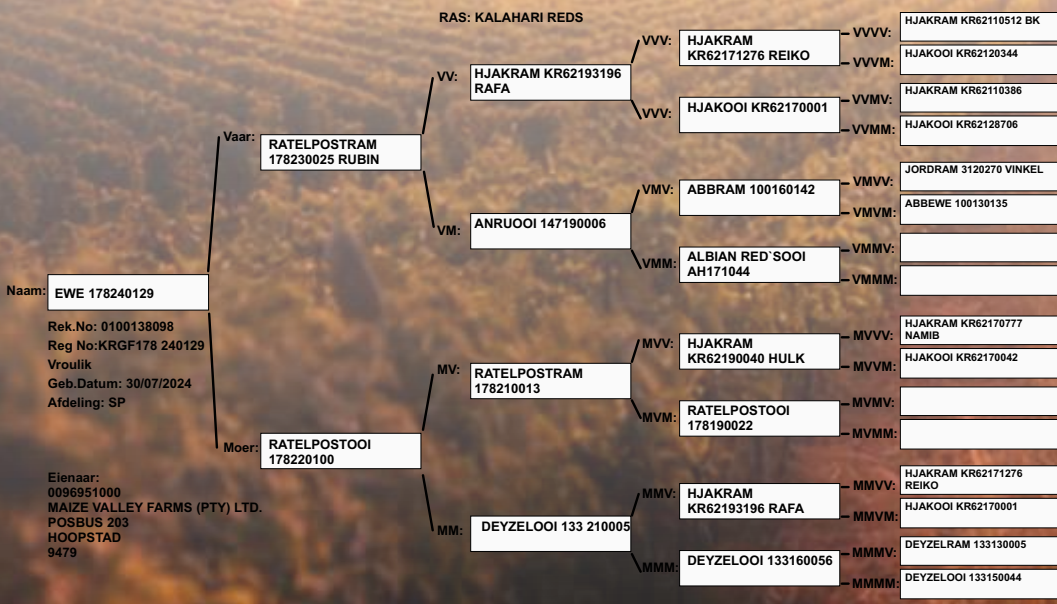 RAS: KALAHARI REDS
Naam:
EWE 178240129
Rek.No: 0100138098
Reg No:KRGF178 240129
Vroulik
Geb.Datum: 30/07/2024
Afdeling: SP
Eienaar:
0096951000
MAIZE VALLEY FARMS (PTY) LTD.
POSBUS 203
HOOPSTAD
9479
Vaar:
RATELPOSTRAM
178230025 RUBIN
Moer:
RATELPOSTOOI
178220100
VV:
HJAKRAM KR62193196
RAFA
VM:
ANRUOOI 147190006
MV:
RATELPOSTRAM
178210013
MM:
DEYZELOOI 133 210005
VVV:
HJAKRAM
KR62171276 REIKO
VVV:
HJAKOOI KR62170001
VMV:
ABBRAM 100160142
VMM:
ALBIAN RED`SOOI
AH171044
MVV:
HJAKRAM
KR62190040 HULK
MVM:
RATELPOSTOOI
178190022
MMV:
HJAKRAM
KR62193196 RAFA
MMM:
DEYZELOOI 133160056
VVVV:
HJAKRAM KR62110512 BK
VVVM:
HJAKOOI KR62120344
VVMV:
HJAKRAM KR62110386
VVMM:
HJAKOOI KR62128706
VMVV:
JORDRAM 3120270 VINKEL
VMVM:
ABBEWE 100130135
VMMV:
VMMM:
MVVV:
HJAKRAM KR62170777
NAMIB
MVVM:
HJAKOOI KR62170042
MVMV:
MVMM:
MMVV:
HJAKRAM KR62171276
REIKO
MMVM:
HJAKOOI KR62170001
MMMV:
DEYZELRAM 133130005
MMMM:
DEYZELOOI 133150044